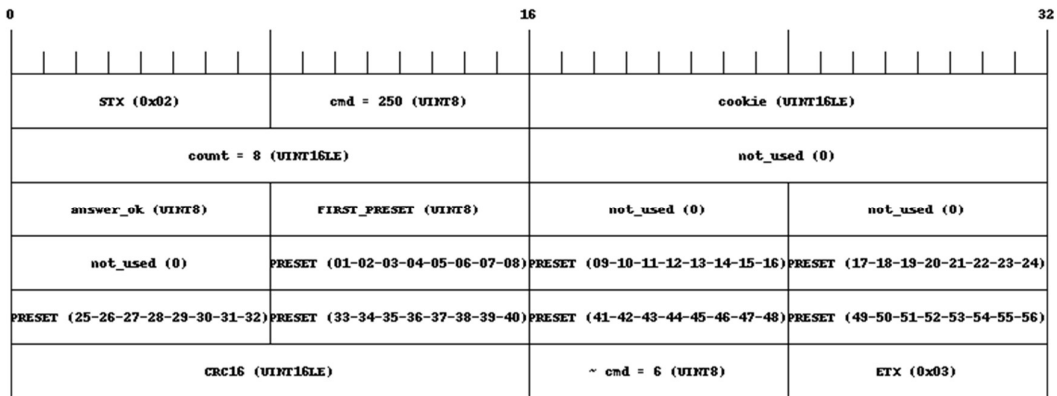 0 16 32
STX (0x02) cmd = 250 (UINT8) cookie (UINT16LE)
count = 8 (UINT16LE) not_used (0)
answer_ok (UINT8) FIRST_PRESET (UINT8) not_used (0) not_used (0)
not_used (0) PRESET (01-02-03-04-05-06-07-08) PRESET (09-10-11-12-13-14-15-16) PRESET (17-18-19-20-21-22-23-24)
PRESET (25-26-27-28-29-30-31-32) PRESET (33-34-35-36-37-38-39-40) PRESET (41-42-43-44-45-46-47-48) PRESET (49-50-51-52-53-54-55-56)
CRC16 (UINT16LE) ~ cmd = 6 (UINT8) ETX (0x03)